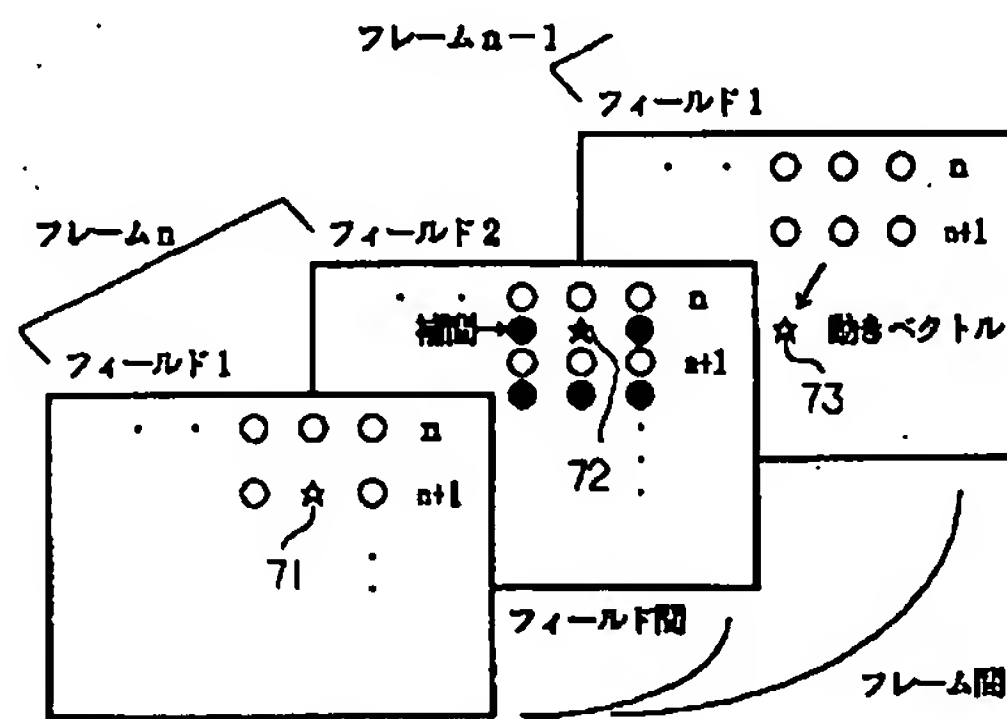 フレームn-1
フィールド1
n
n+1
フレームn
フィールド2
n
補間
n+1
動きベクトル
73
フィールド1
n
n+1
72
71
フィールド間
フレーム間